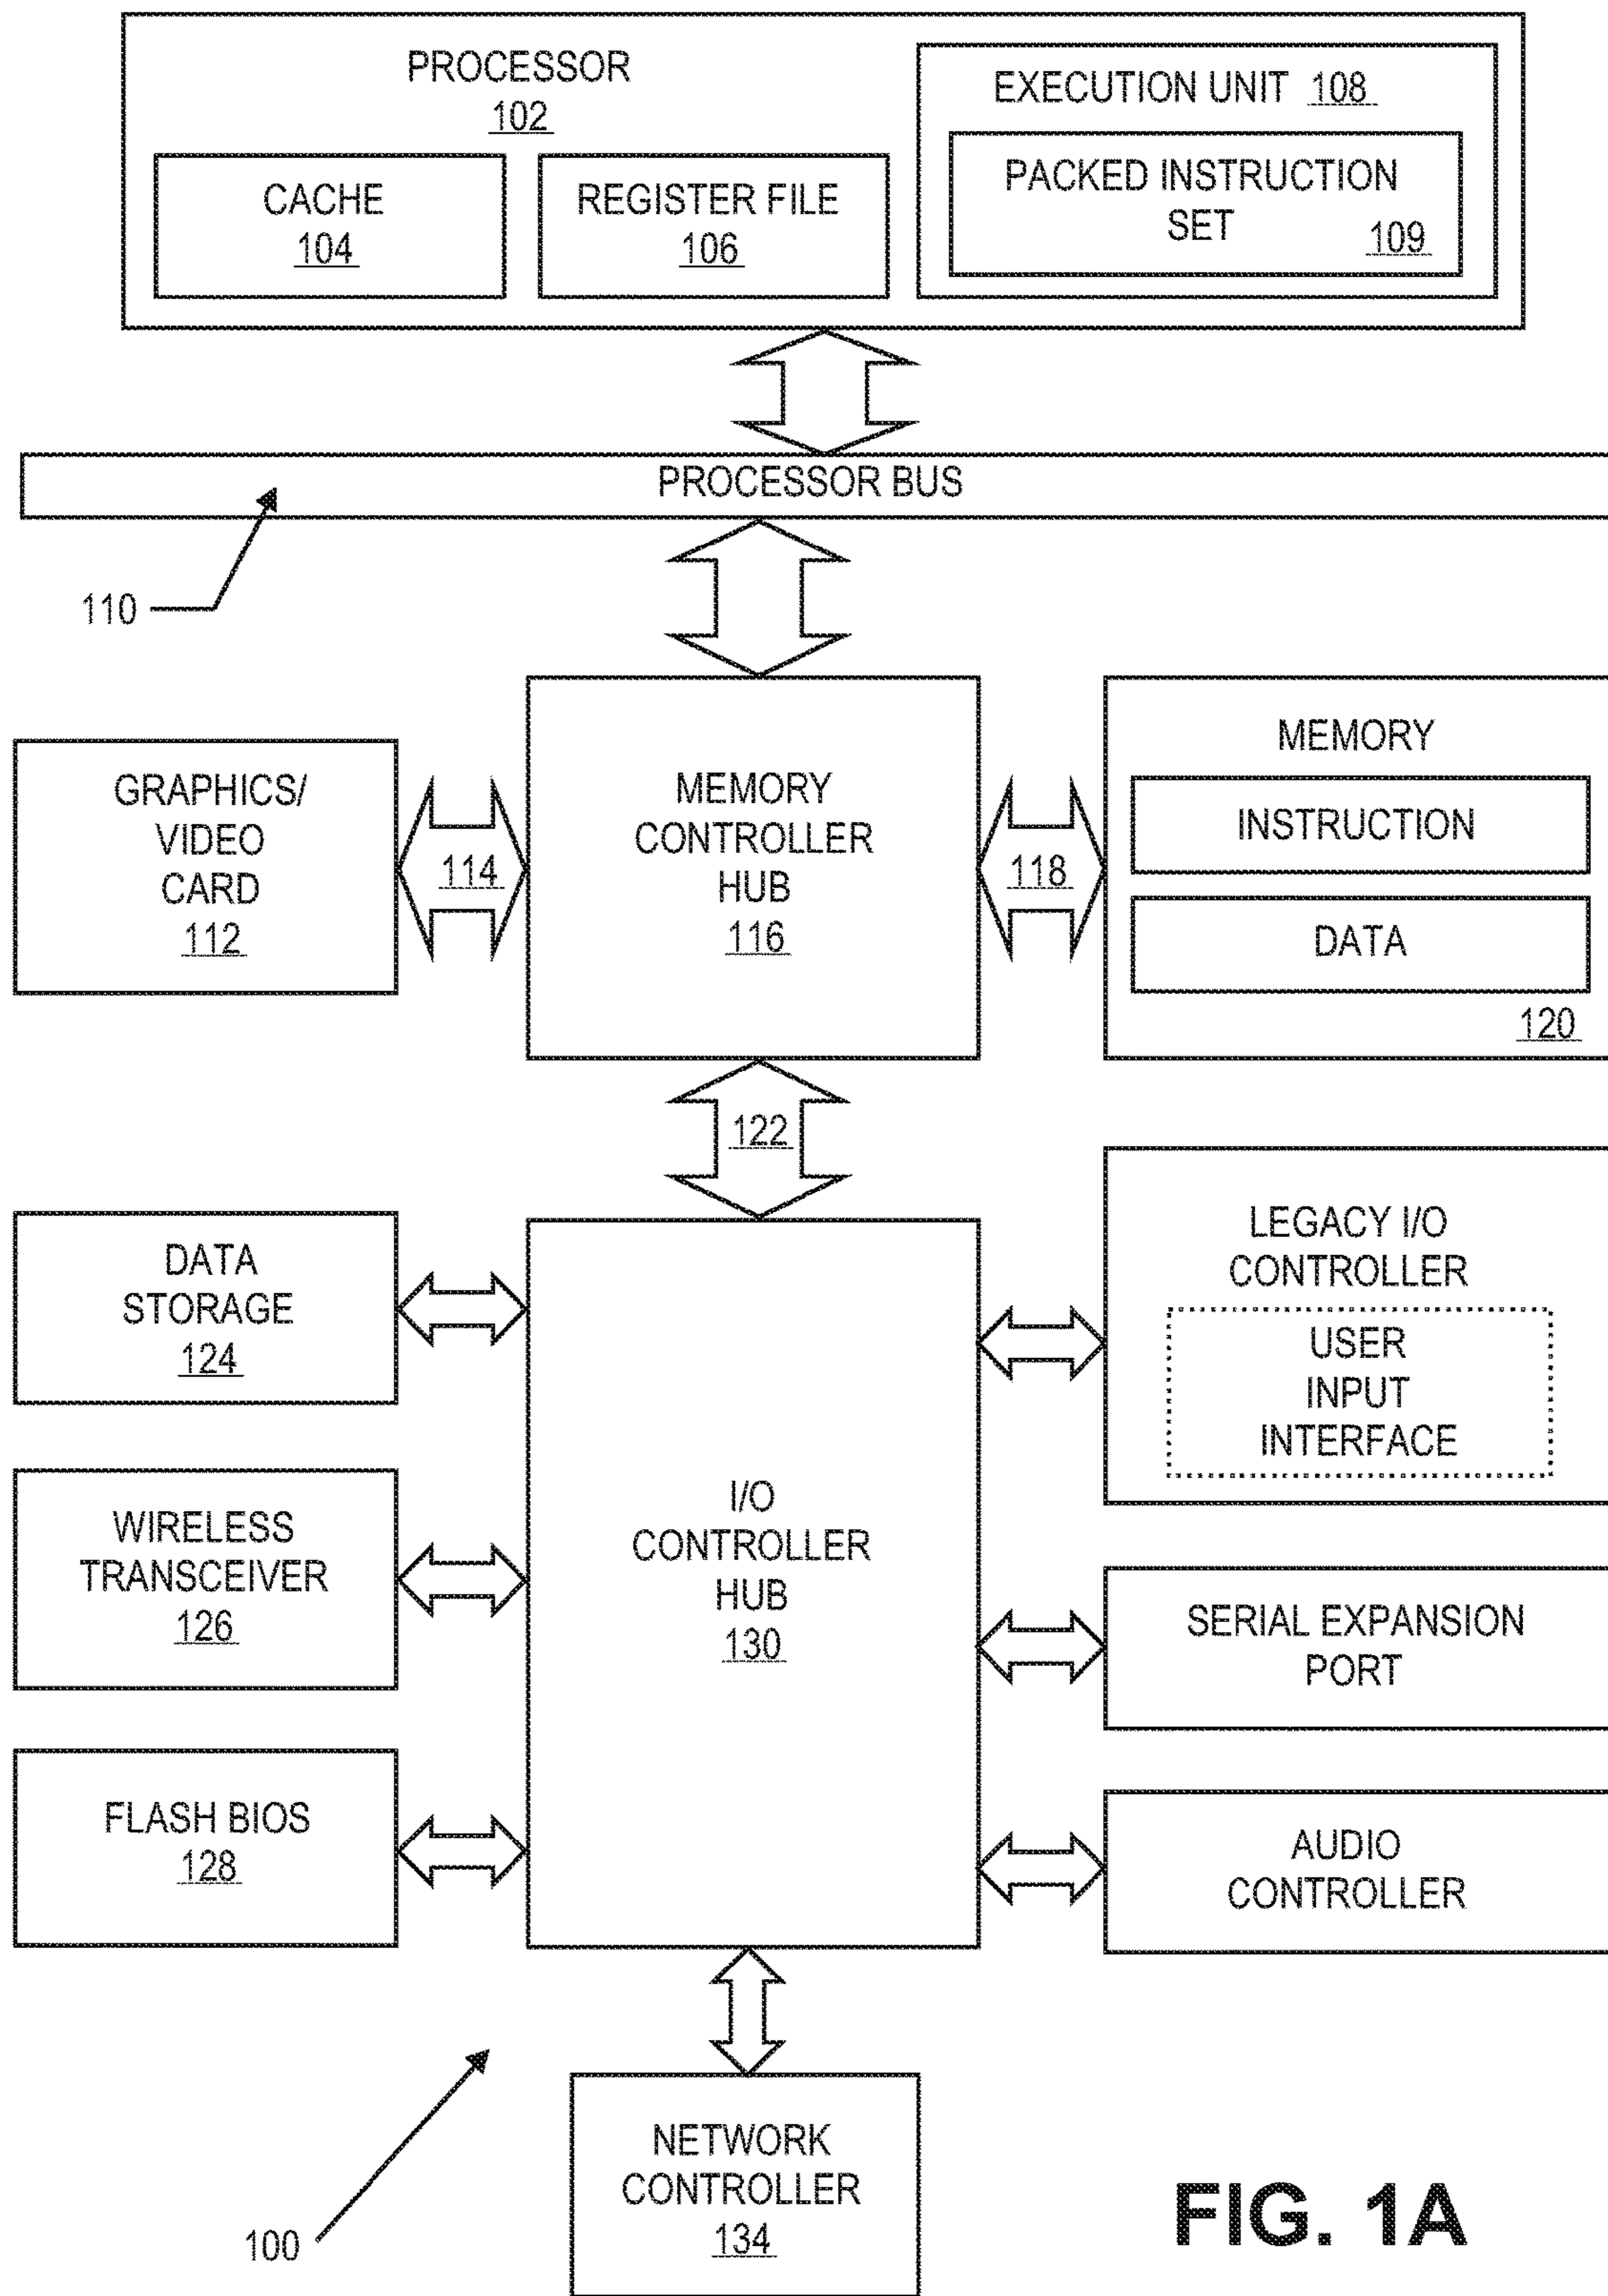 PROCESSOR
102
CACHE
104
REGISTER FILE
106
EXECUTION UNIT 108
PACKED INSTRUCTION
SET
109
PROCESSOR BUS
110
GRAPHICS/
VIDEO
CARD
112
114
MEMORY
CONTROLLER
HUB
116
118
MEMORY
INSTRUCTION
DATA
120
122
DATA
STORAGE
124
WIRELESS
TRANSCEIVER
126
FLASH BIOS
128
I/O
CONTROLLER
HUB
130
LEGACY I/O
CONTROLLER
USER
INPUT
INTERFACE
SERIAL EXPANSION
PORT
AUDIO
CONTROLLER
NETWORK
CONTROLLER
134
100
FIG. 1A